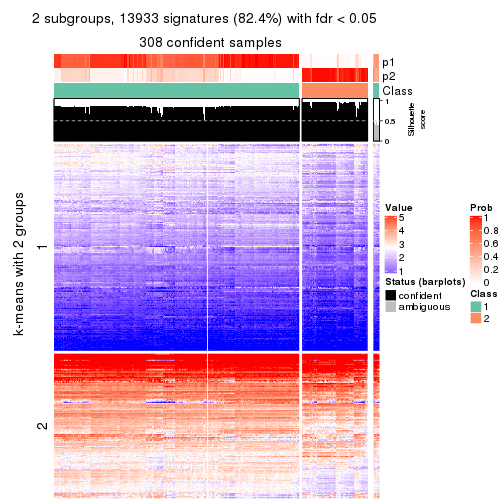 2 subgroups, 13933 signatures (82.4%) with fdr < 0.05
308 confident samples
p1
p2
Class
1
0.5
0
Silhouette
score
k-means with 2 groups
1
2
Value
5
4
3
2
1
Status (barplots)
confident
ambiguous
Prob
1
0.8
0.6
0.4
0.2
0
Class
1
2